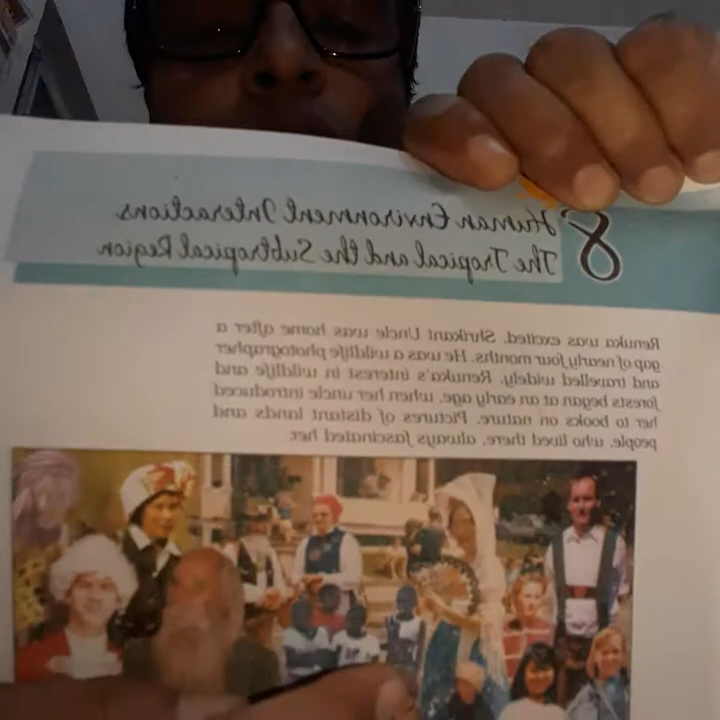 8
Human Environment Interactions
The Tropical and the Subtropical Region
Renuka was excited. Shrikant Uncle was home after a
gap of nearly four months. He was a wildlife photographer
and travelled widely. Renuka's interest in wildlife and
forests began at an early age, when her uncle introduced
her to books on nature. Pictures of distant lands and
people, who lived there, always fascinated her.